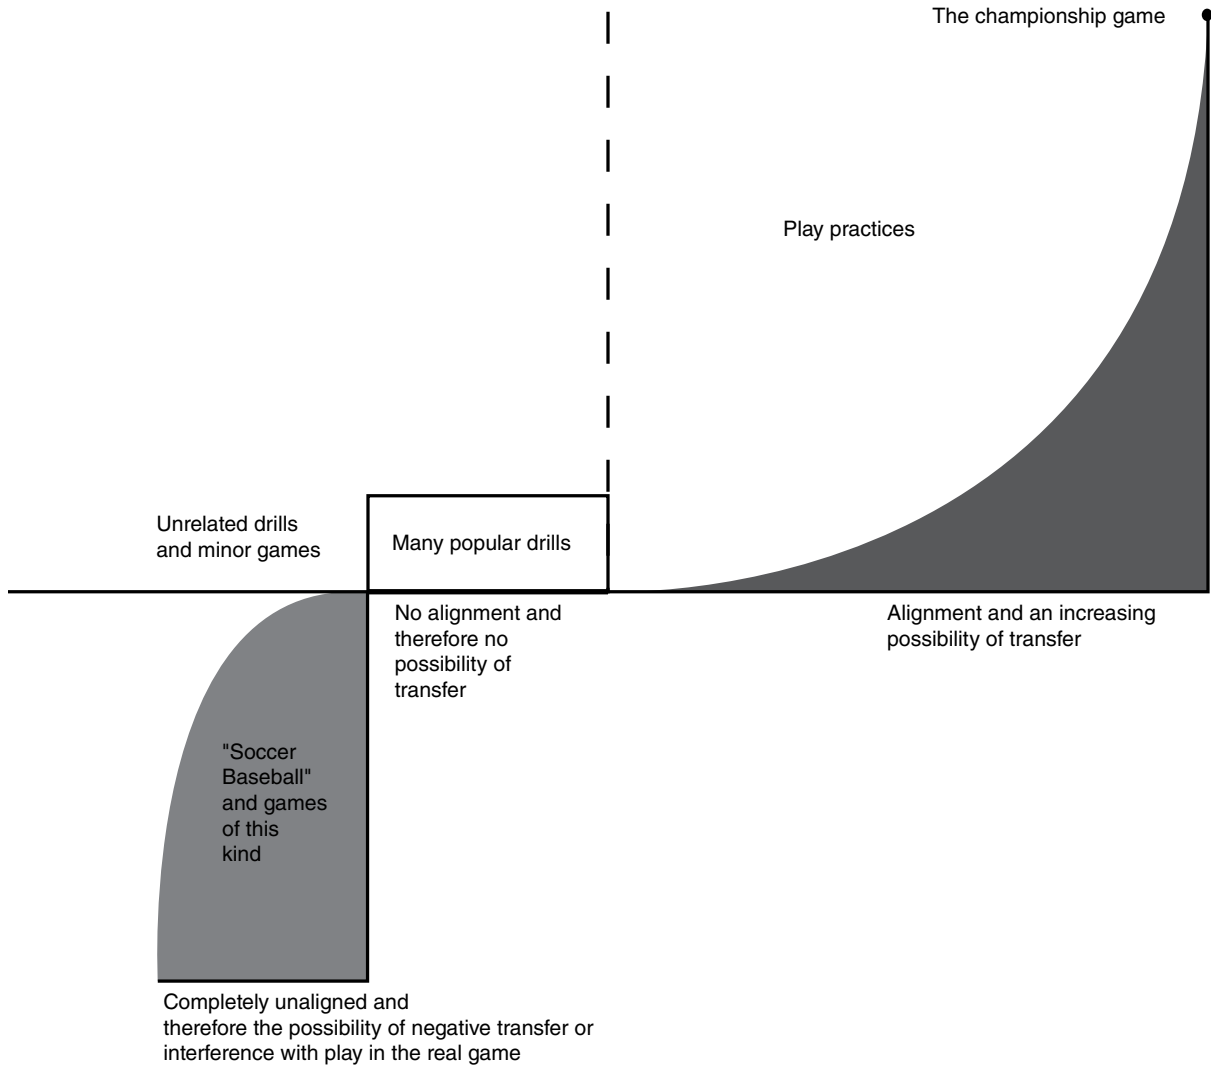 The championship game
Play practices
Unrelated drills
and minor games
Many popular drills
No alignment and
therefore no
possibility of
transfer
Alignment and an increasing
possibility of transfer
"Soccer
Baseball"
and games
of this
kind
Completely unaligned and
therefore the possibility of negative transfer or
interference with play in the real game